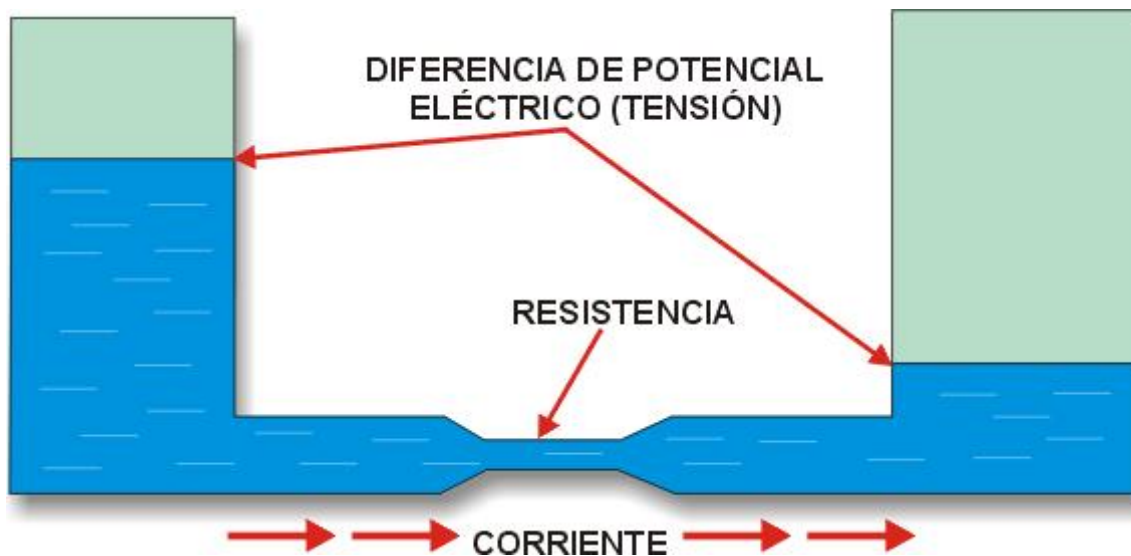 DIFERENCIA DE POTENCIAL
ELÉCTRICO (TENSIÓN)
RESISTENCIA
CORRIENTE